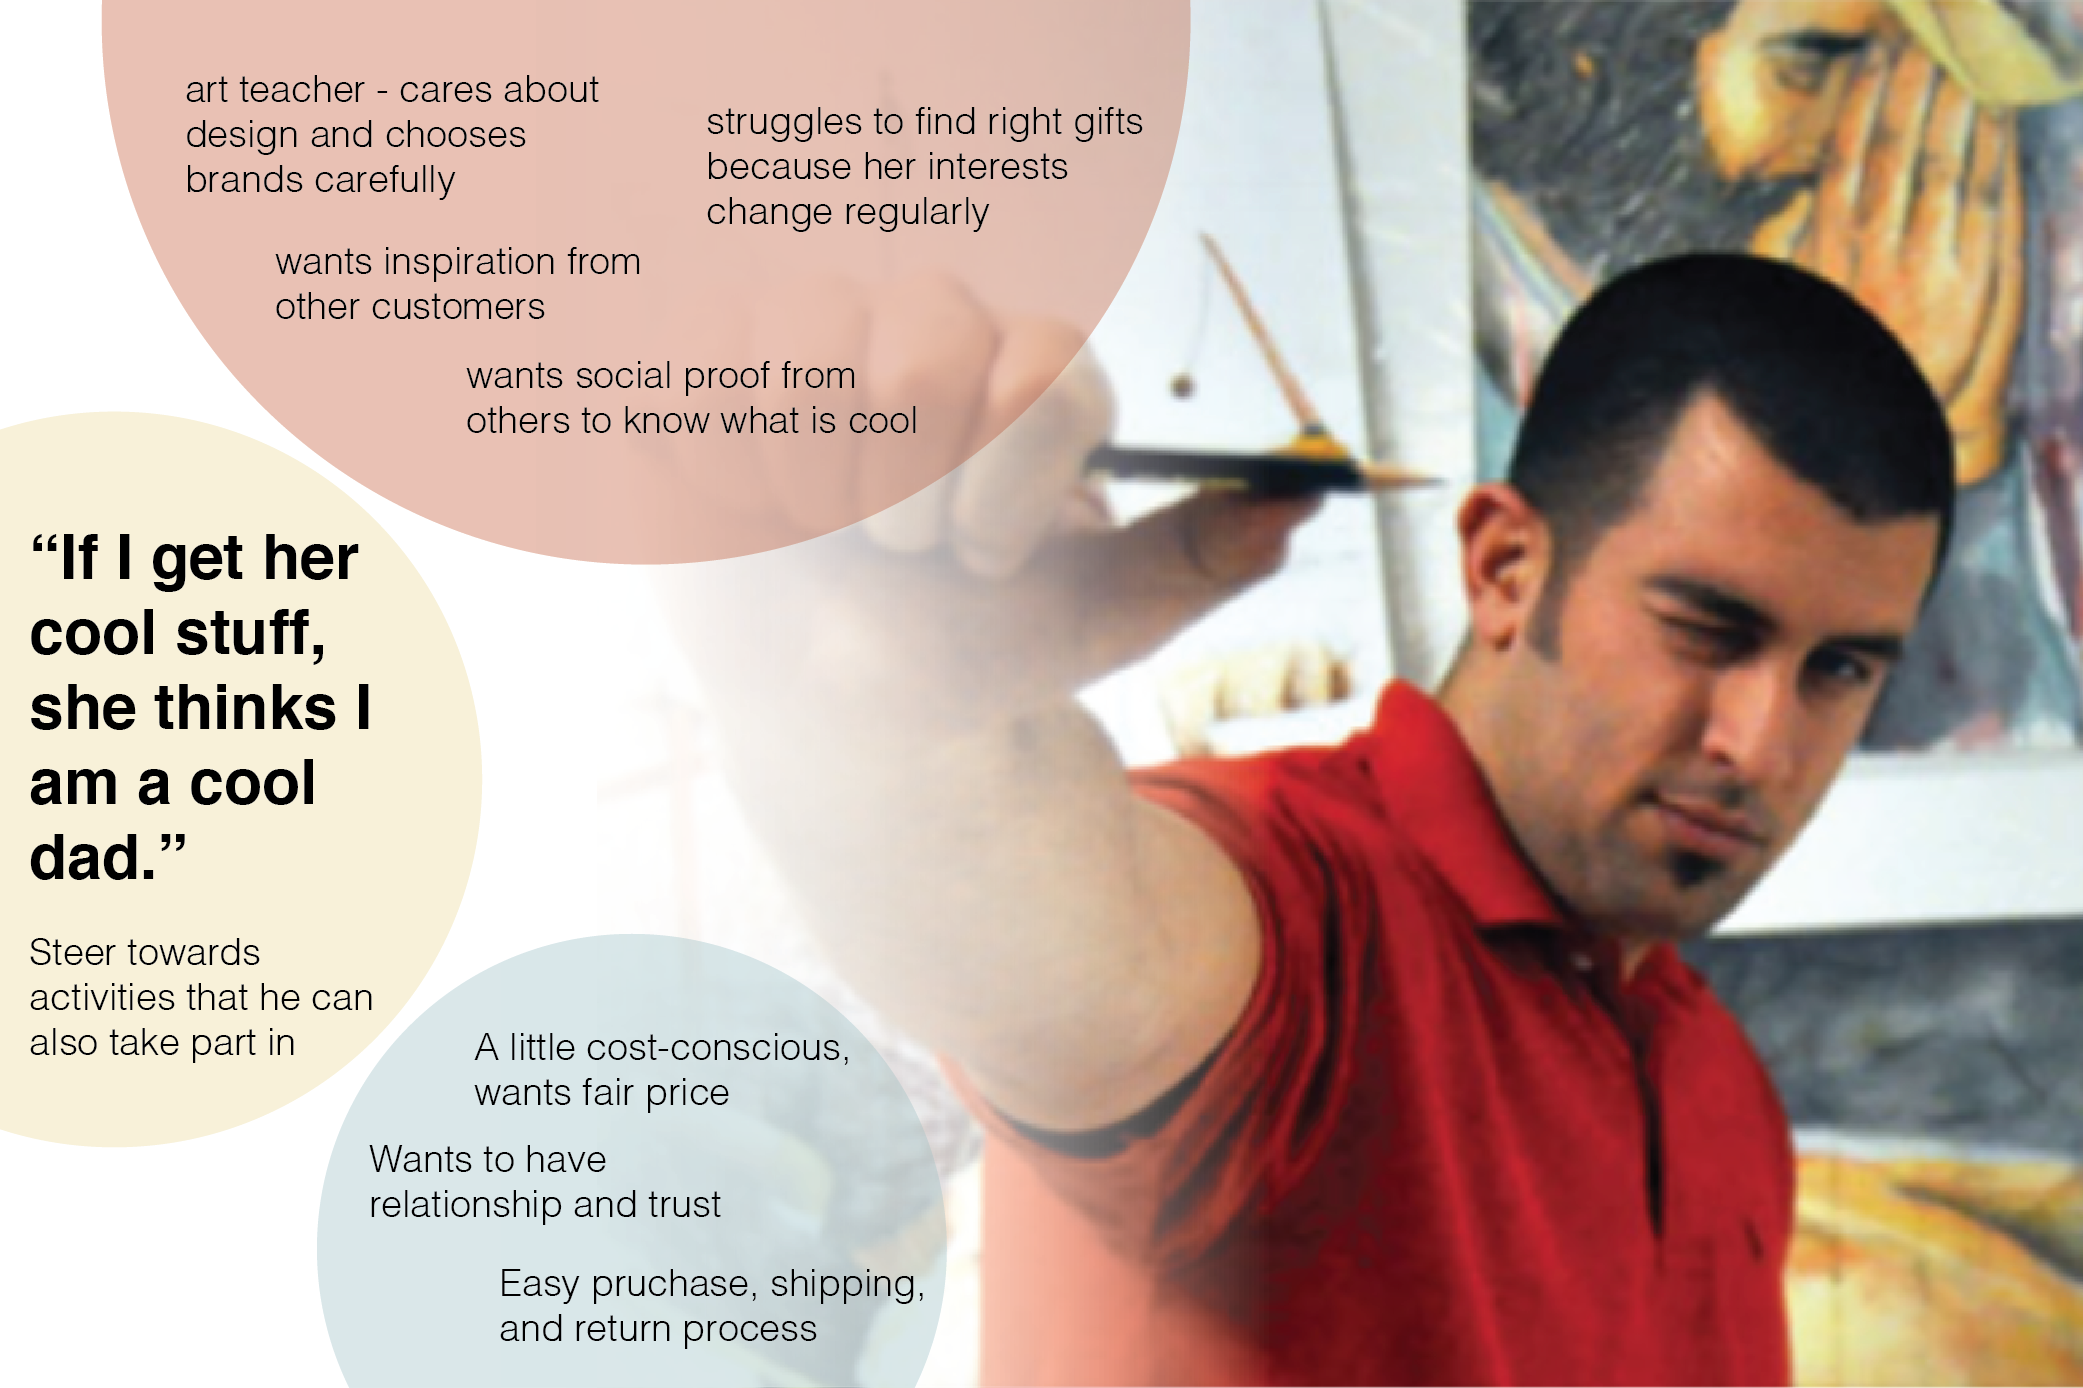 art teacher - cares about
design and chooses
brands carefully
struggles to find right gifts
because her interests
change regularly
wants inspiration from
other customers
wants social proof from
others to know what is cool
“If I get her
cool stuff,
she thinks I
am a cool
dad.”
Steer towards
activities that he can
also take part in
A little cost-conscious,
wants fair price
Wants to have
relationship and trust
Easy pruchase, shipping,
and return process